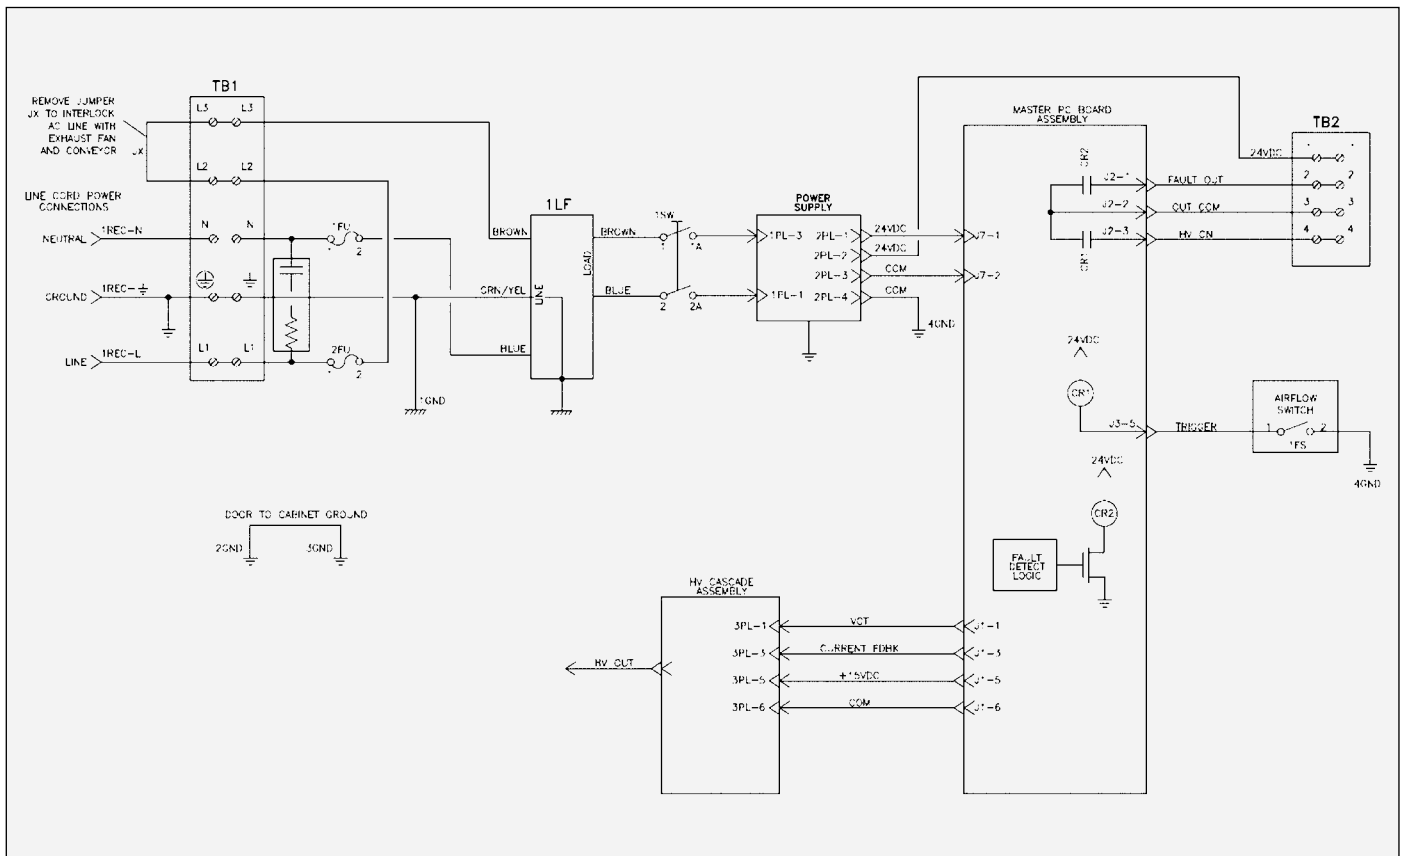 TB1
REMOVE JUMPER
JX TO INTERLOCK
AC LINE WITH
EXHAUST FAN
AND CONVEYOR
JX
L3 L3
L2 L2
LINE CORD POWER
CONNECTIONS
NEUTRAL
1REC-N
N N
1FU
1 2
GROUND
1REC-
LINE
1REC-L
L1 L1
2FU
1 2
1GND
BROWN
GRN/YEL
BLUE
1LF
LINE
LOAD
BROWN
BLUE
1SW
1 1A
2 2A
POWER
SUPPLY
1PL-3
1PL-1
2PL-1
2PL-2
2PL-3
2PL-4
24VDC
24VDC
COM
COM
4GND
MASTER PC BOARD
ASSEMBLY
J7-1
J7-2
CR2
CR1
J2-1
J2-2
J2-3
FAULT OUT
OUT COM
HV ON
24VDC
TB2
1 1
2 2
3 3
4 4
24VDC
CR1
J3-5
TRIGGER
AIRFLOW
SWITCH
1 2
1FS
4GND
24VDC
CR2
FAULT
DETECT
LOGIC
DOOR TO CABINET GROUND
2GND
3GND
HV CASCADE
ASSEMBLY
HV OUT
3PL-1
VCT
J1-1
3PL-3
CURRENT FDBK
J1-3
3PL-5
+15VDC
J1-5
3PL-6
COM
J1-6